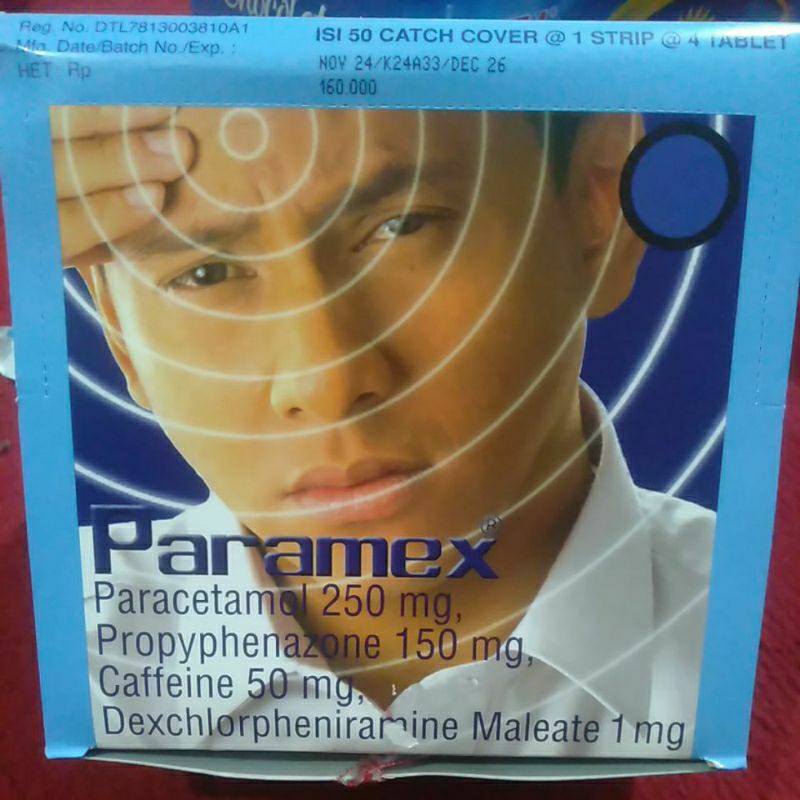 Reg. No. DTL7813003810A1
Mfg. Date/Batch No./Exp. :
HET : Rp
ISI 50 CATCH COVER @ 1 STRIP @ 4 TABLET
NOV 24/K24A33/DEC 26
160.000
Paramex®
Paracetamol 250 mg,
Propyphenazone 150 mg,
Caffeine 50 mg,
Dexchlorpheniramine Maleate 1 mg